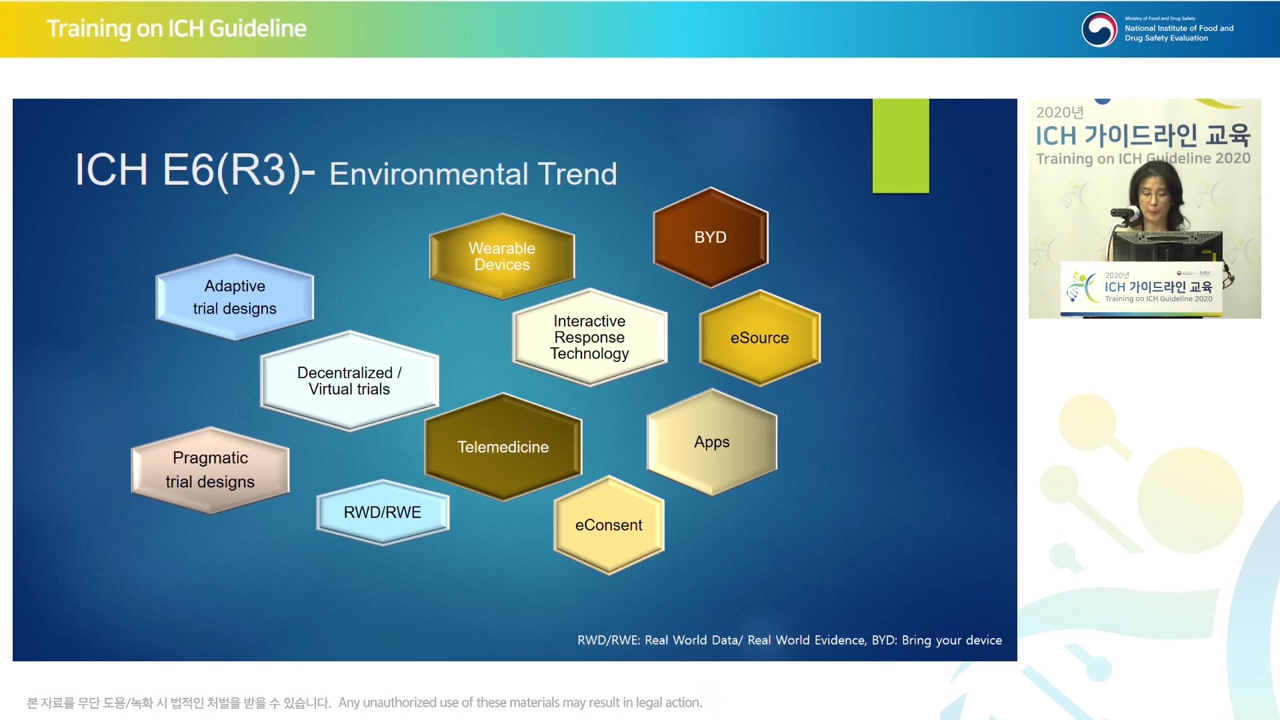 Training on ICH Guideline
Ministry of Food and Drug Safety
National Institute of Food and
Drug Safety Evaluation
ICH E6(R3)- Environmental Trend
Adaptive
trial designs
Wearable
Devices
BYD
Interactive
Response
Technology
eSource
Decentralized /
Virtual trials
Telemedicine
Apps
Pragmatic
trial designs
RWD/RWE
eConsent
RWD/RWE: Real World Data/ Real World Evidence, BYD: Bring your device
2020년
ICH 가이드라인 교육
Training on ICH Guideline 2020
2020년
ICH 가이드라인 교육
Training on ICH Guideline 2020
본 자료를 무단 도용/녹화 시 법적인 처벌을 받을 수 있습니다. Any unauthorized use of these materials may result in legal action.